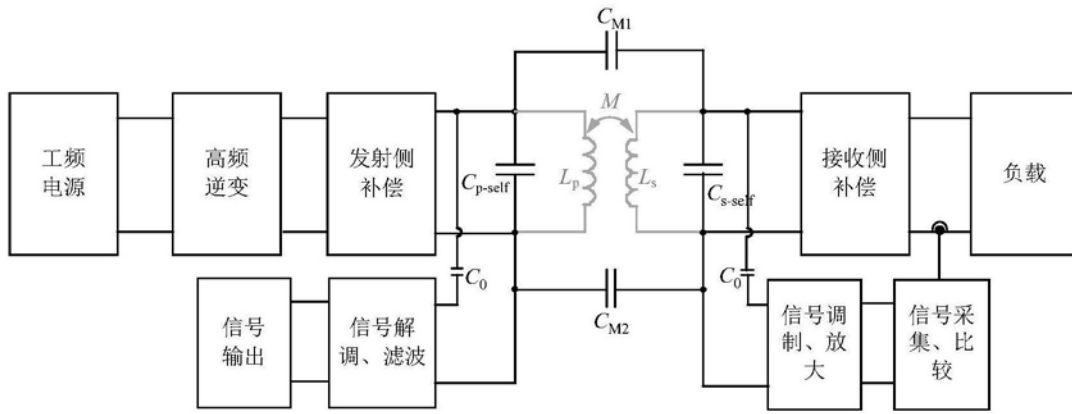 C_M1
M
工频
电源
高频
逆变
发射侧
补偿
C_p-self
L_p
L_s
C_s-self
接收侧
补偿
负载
C_0
C_0
C_M2
信号
输出
信号解
调、滤波
信号调
制、放
大
信号采
集、比
较